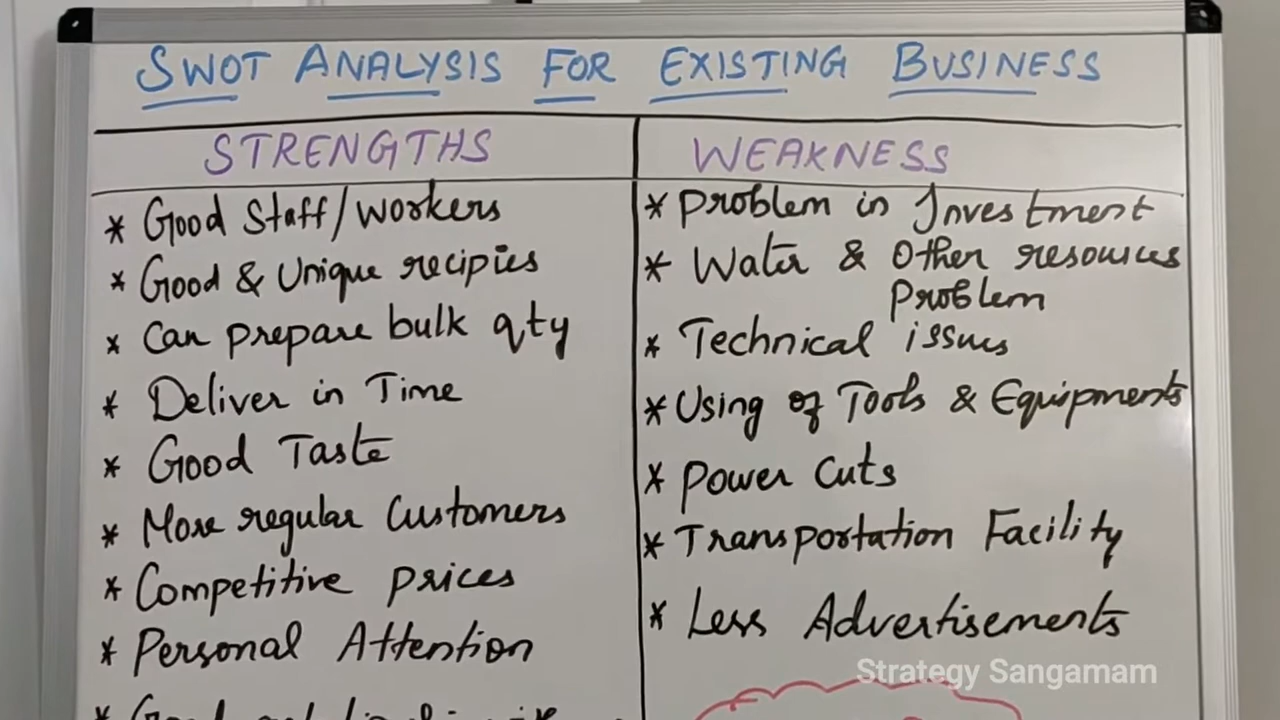 SWOT ANALYSIS FOR EXISTING BUSINESS
STRENGTHS
* Good Staff/workers
* Good & Unique recipies
* Can prepare bulk qty
* Deliver in Time
* Good Taste
* More regular Customers
* Competitive prices
* Personal Attention
* Good
WEAKNESS
* Problem in Investment
* Water & Other resources
Problem
* Technical issues
* Using of Tools & Equipments
* Power Cuts
* Transportation Facility
* Less Advertisements
Strategy Sangamam